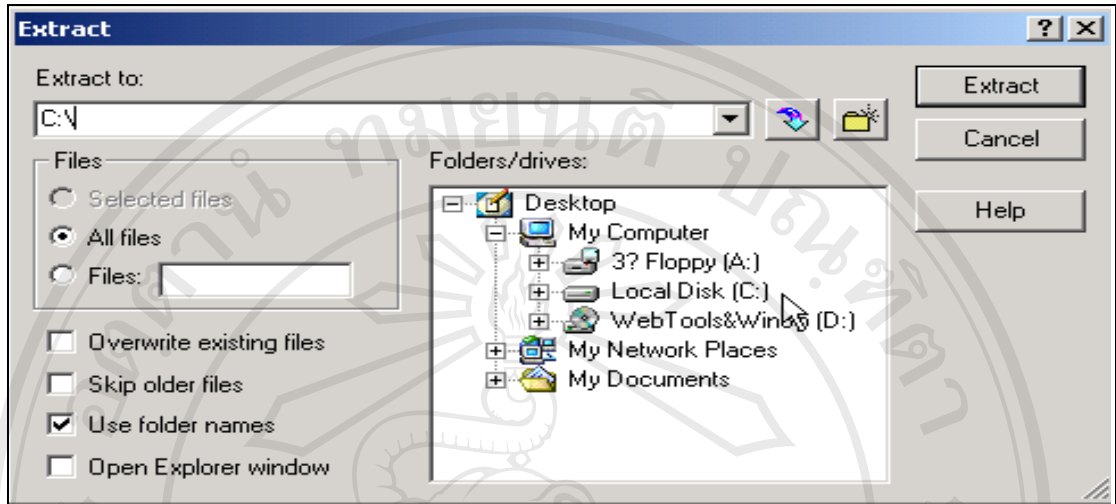 Extract
Extract to:
C:\
Files
Selected files
All files
Files:
Overwrite existing files
Skip older files
Use folder names
Open Explorer window
Folders/drives:
Desktop
My Computer
3? Floppy (A:)
Local Disk (C:)
WebTools&Win95 (D:)
My Network Places
My Documents
Extract
Cancel
Help